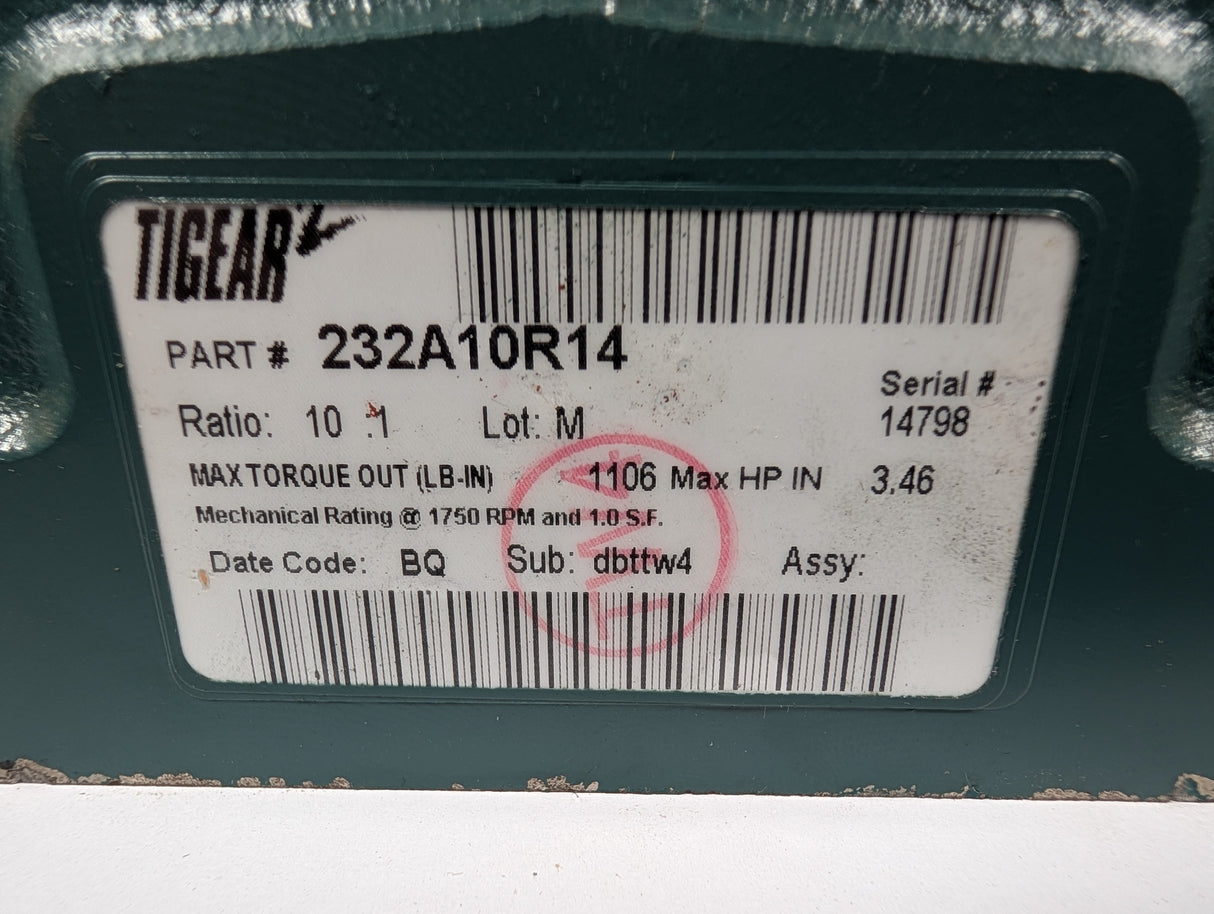 TIGEAR
PART # 232A10R14
Serial #
Ratio: 10 :1 Lot: M 14798
MAX TORQUE OUT (LB-IN) 1106 Max HP IN 3.46
Mechanical Rating @ 1750 RPM and 1.0 S.F.
Date Code: BQ Sub: dbttw4 Assy:
TWW4